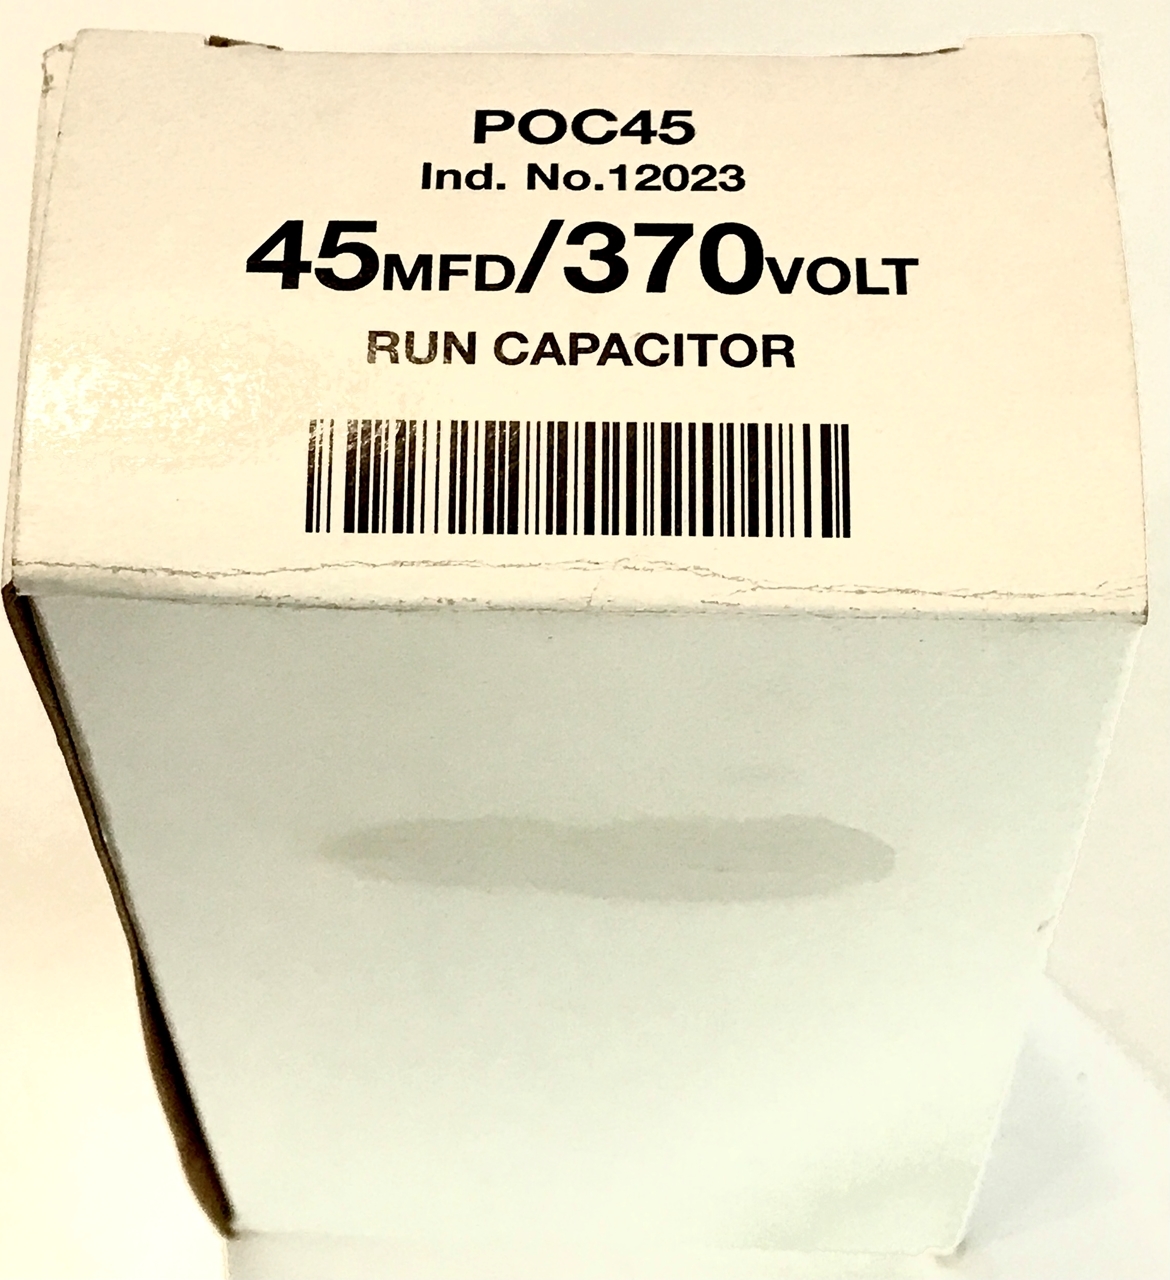 POC45
Ind. No.12023
45MFD/370VOLT
RUN CAPACITOR